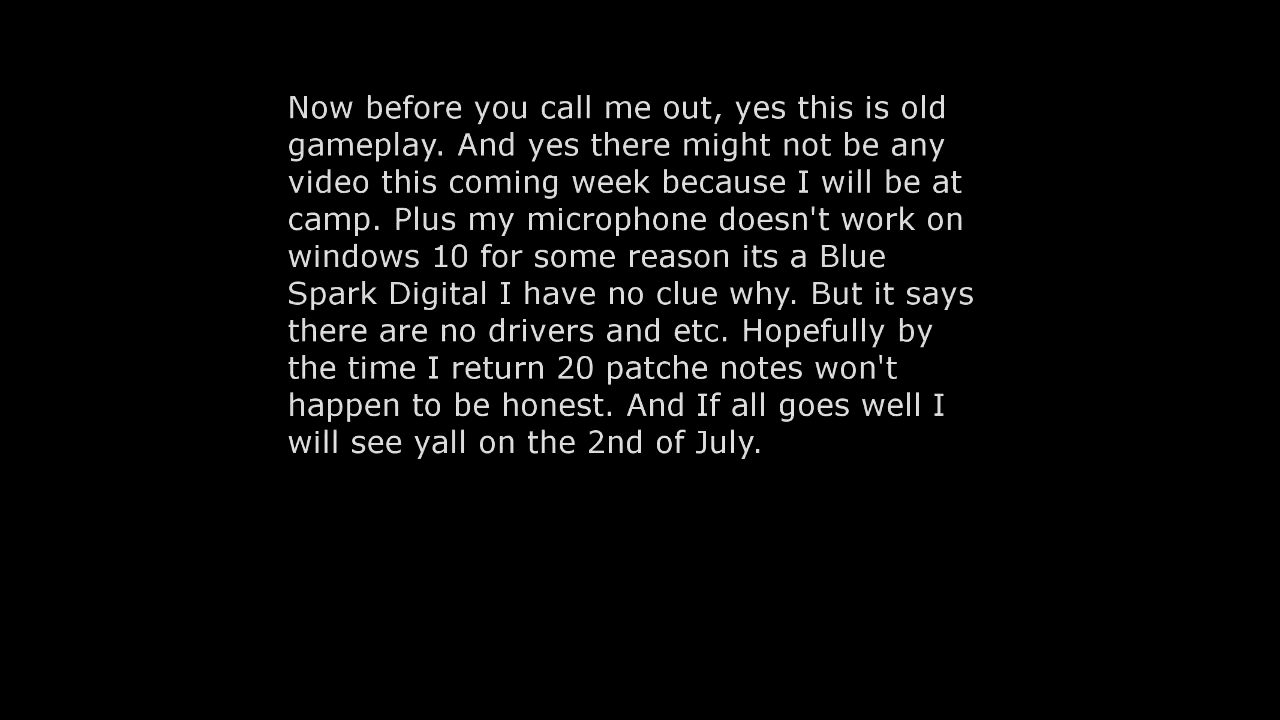 Now before you call me out, yes this is old
gameplay. And yes there might not be any
video this coming week because I will be at
camp. Plus my microphone doesn't work on
windows 10 for some reason its a Blue
Spark Digital I have no clue why. But it says
there are no drivers and etc. Hopefully by
the time I return 20 patche notes won't
happen to be honest. And If all goes well I
will see yall on the 2nd of July.